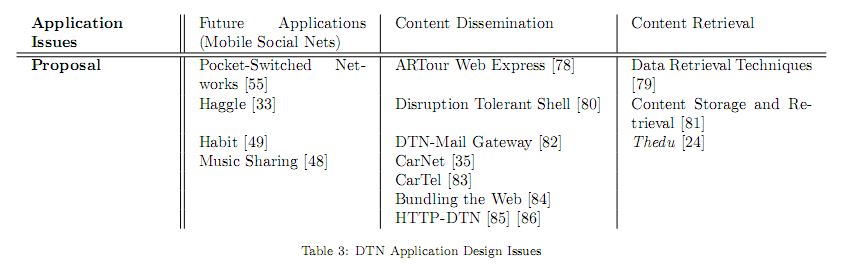 Application Issues | Future Applications (Mobile Social Nets) | Content Dissemination | Content Retrieval
Proposal | Pocket-Switched Net-works [55] | ARTour Web Express [78] | Data Retrieval Techniques [79]
Haggle [33] | Disruption Tolerant Shell [80] | Content Storage and Re-trieval [81]
Habit [49] | DTN-Mail Gateway [82] | Thedu [24]
Music Sharing [48] | CarNet [35]
CarTel [83]
Bundling the Web [84]
HTTP-DTN [85] [86]
Table 3: DTN Application Design Issues